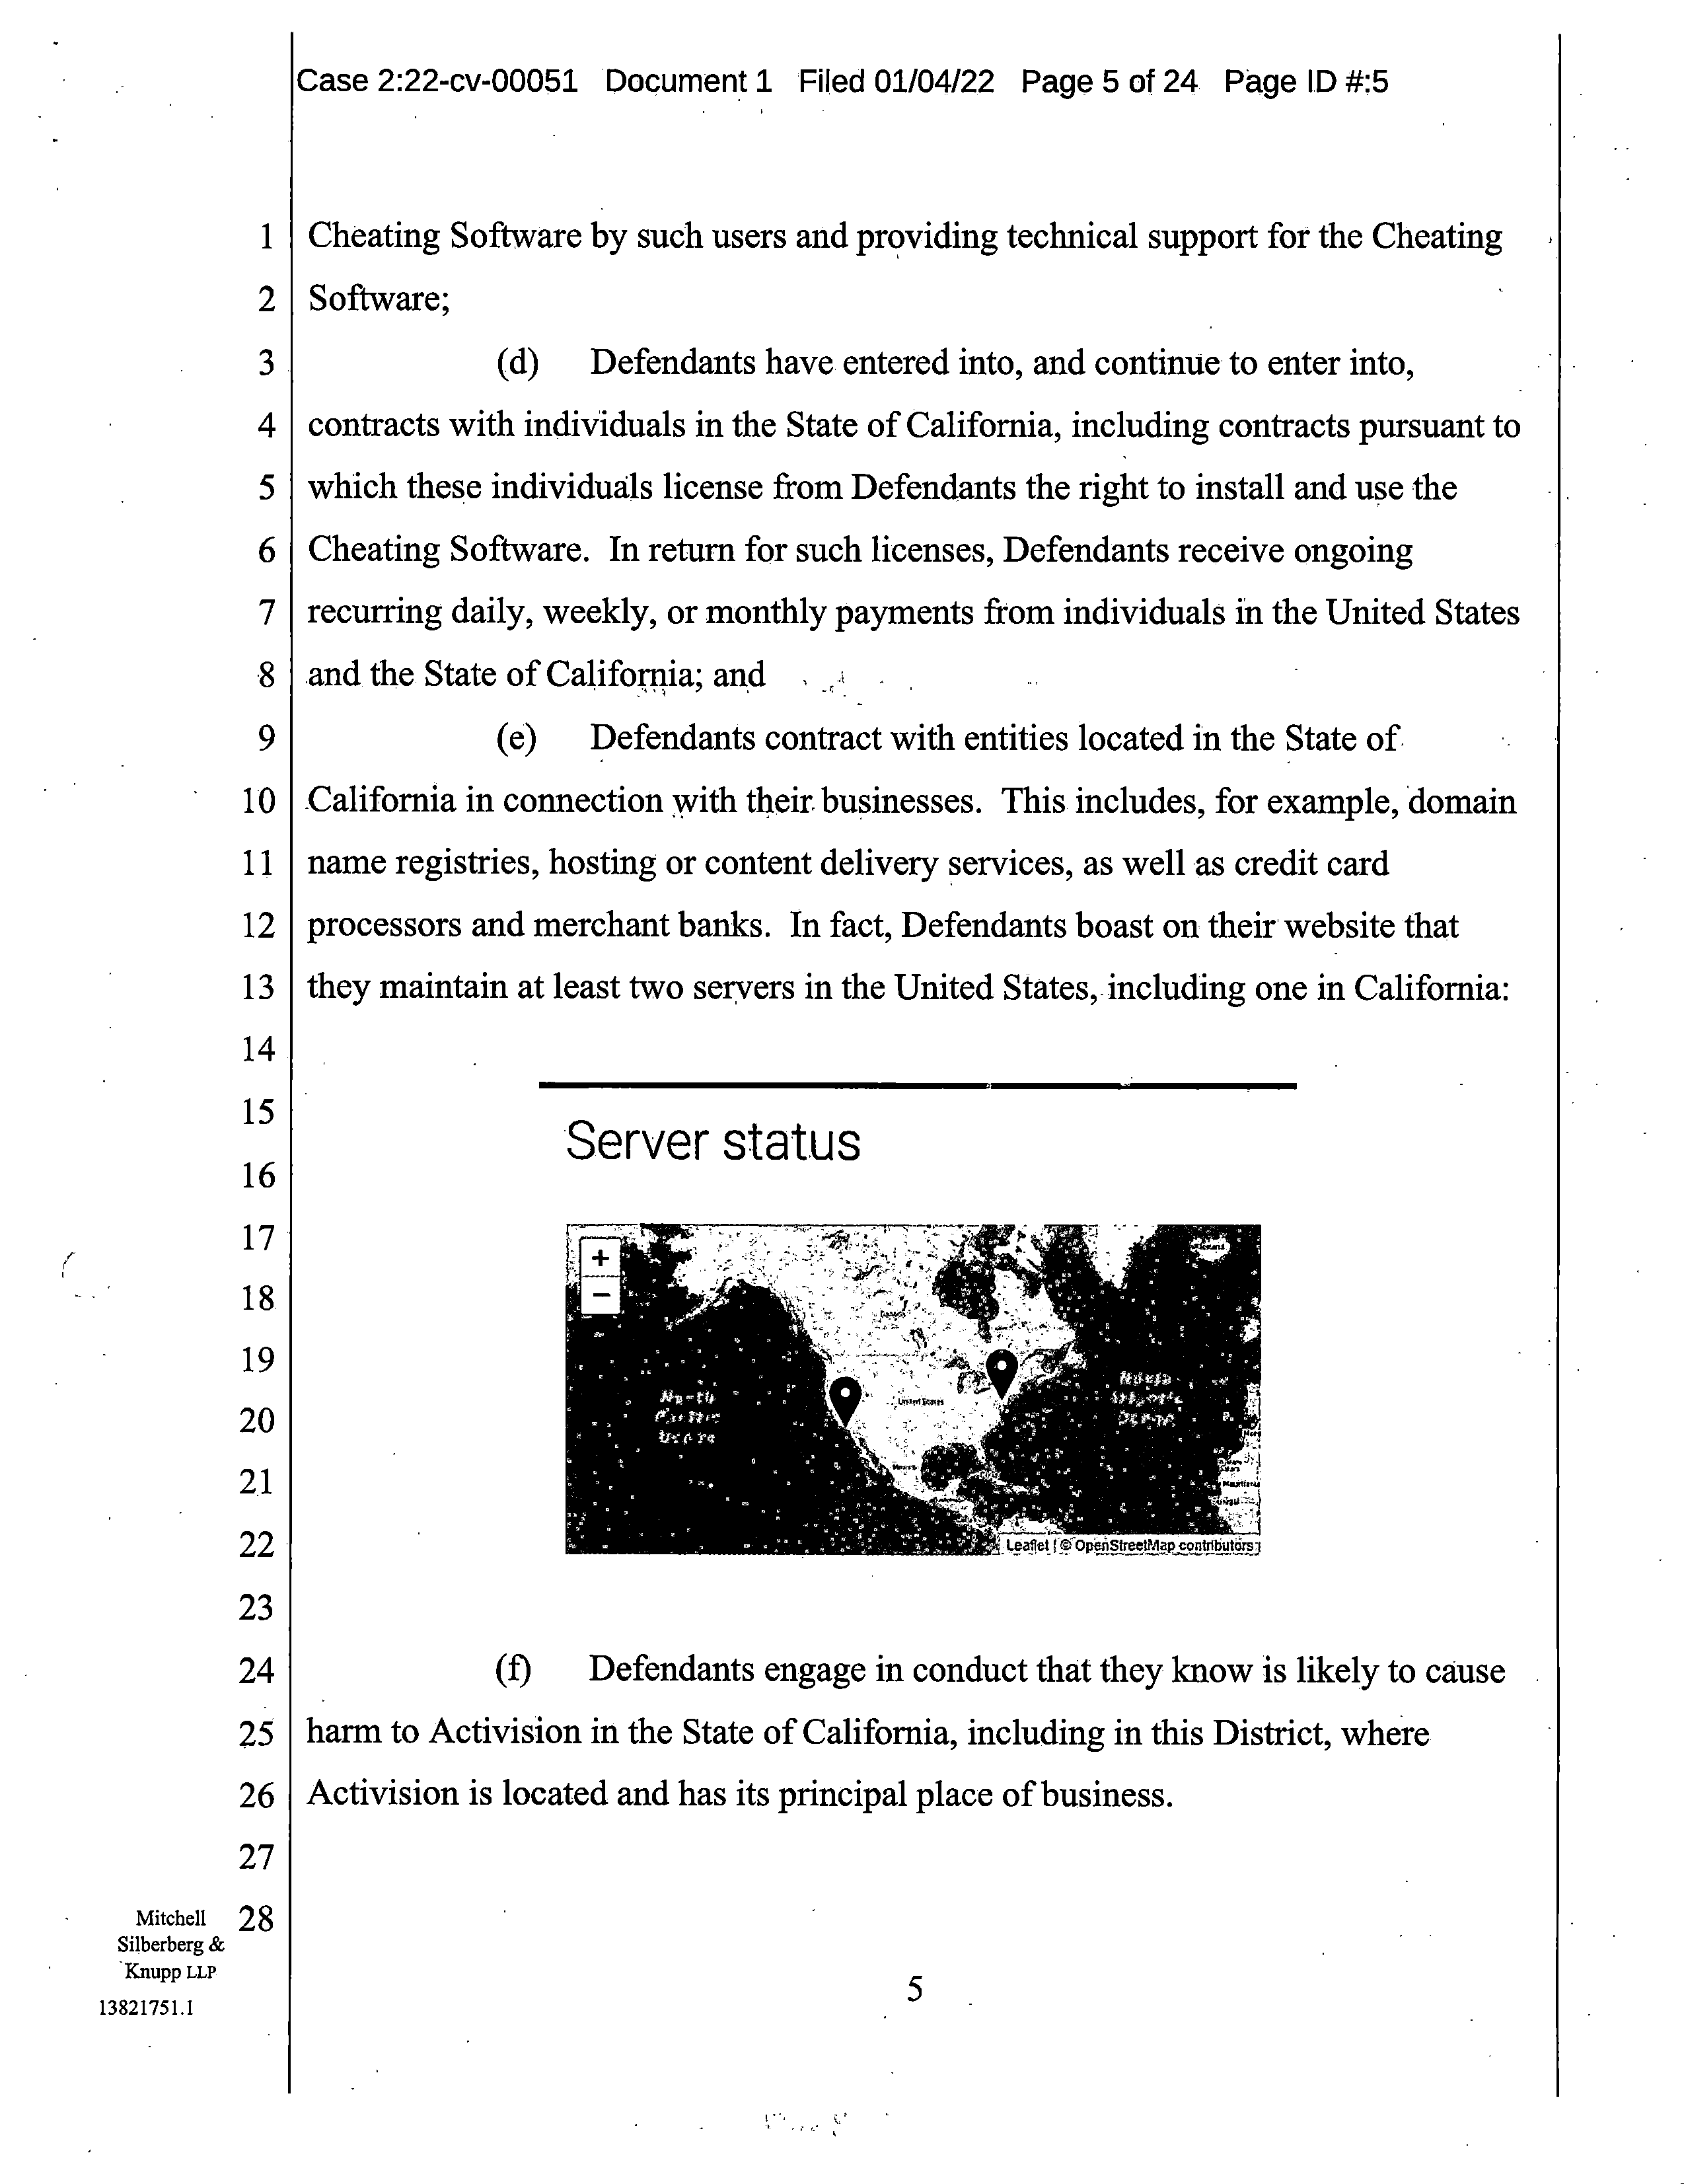 Case 2:22-cv-00051 Document 1 Filed 01/04/22 Page 5 of 24 Page ID #:5
1 Cheating Software by such users and providing technical support for the Cheating
2 Software;
3 (d) Defendants have entered into, and continue to enter into,
4 contracts with individuals in the State of California, including contracts pursuant to
5 which these individuals license from Defendants the right to install and use the
6 Cheating Software. In return for such licenses, Defendants receive ongoing
7 recurring daily, weekly, or monthly payments from individuals in the United States
8 and the State of California; and
9 (e) Defendants contract with entities located in the State of
10 California in connection with their businesses. This includes, for example, domain
11 name registries, hosting or content delivery services, as well as credit card
12 processors and merchant banks. In fact, Defendants boast on their website that
13 they maintain at least two servers in the United States, including one in California:
14
15
Server status
16
17
+
18
−
19
20
United States
North
Pacific
21
22
Leaflet | © OpenStreetMap contributors
23
24 (f) Defendants engage in conduct that they know is likely to cause
25 harm to Activision in the State of California, including in this District, where
26 Activision is located and has its principal place of business.
27
28
Mitchell
Silberberg &
Knupp LLP
13821751.1
5